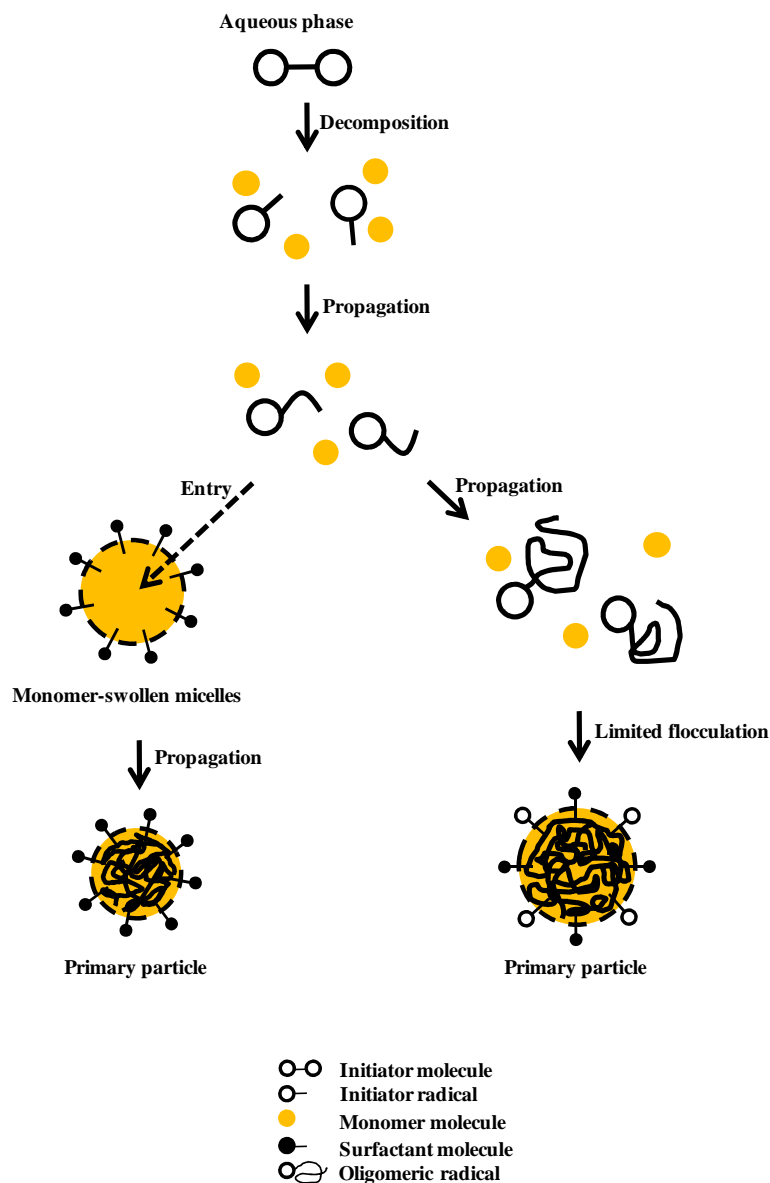 Aqueous phase
Decomposition
Propagation
Entry
Propagation
Monomer-swollen micelles
Limited flocculation
Propagation
Primary particle
Primary particle
Initiator molecule
Initiator radical
Monomer molecule
Surfactant molecule
Oligomeric radical